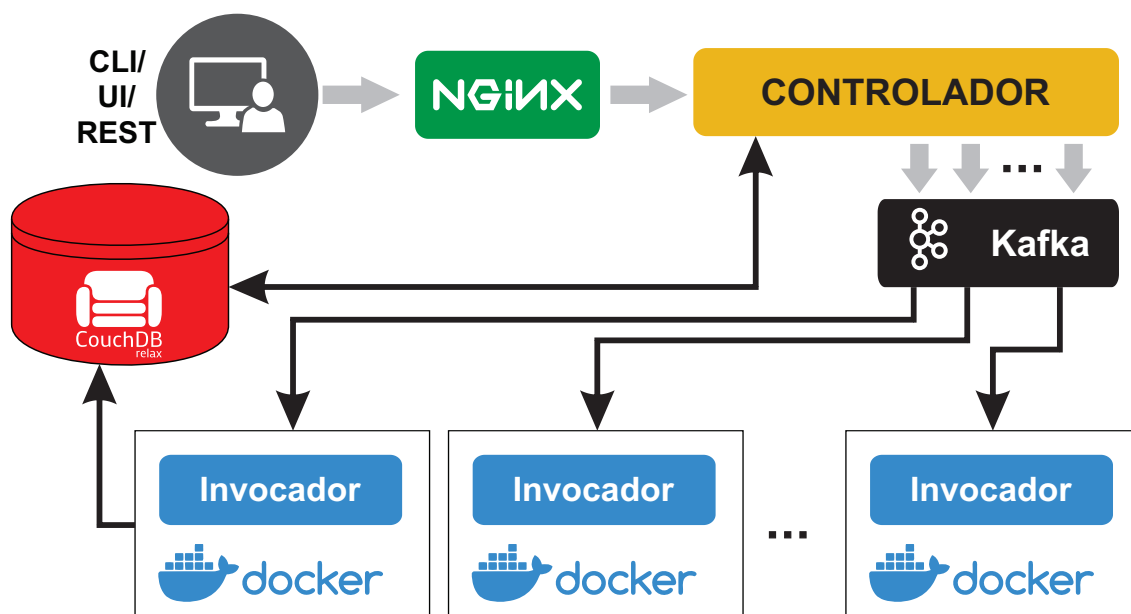 CLI/
UI/
REST
NGiNX
CONTROLADOR
...
Kafka
CouchDB
relax
Invocador
docker
Invocador
docker
...
Invocador
docker